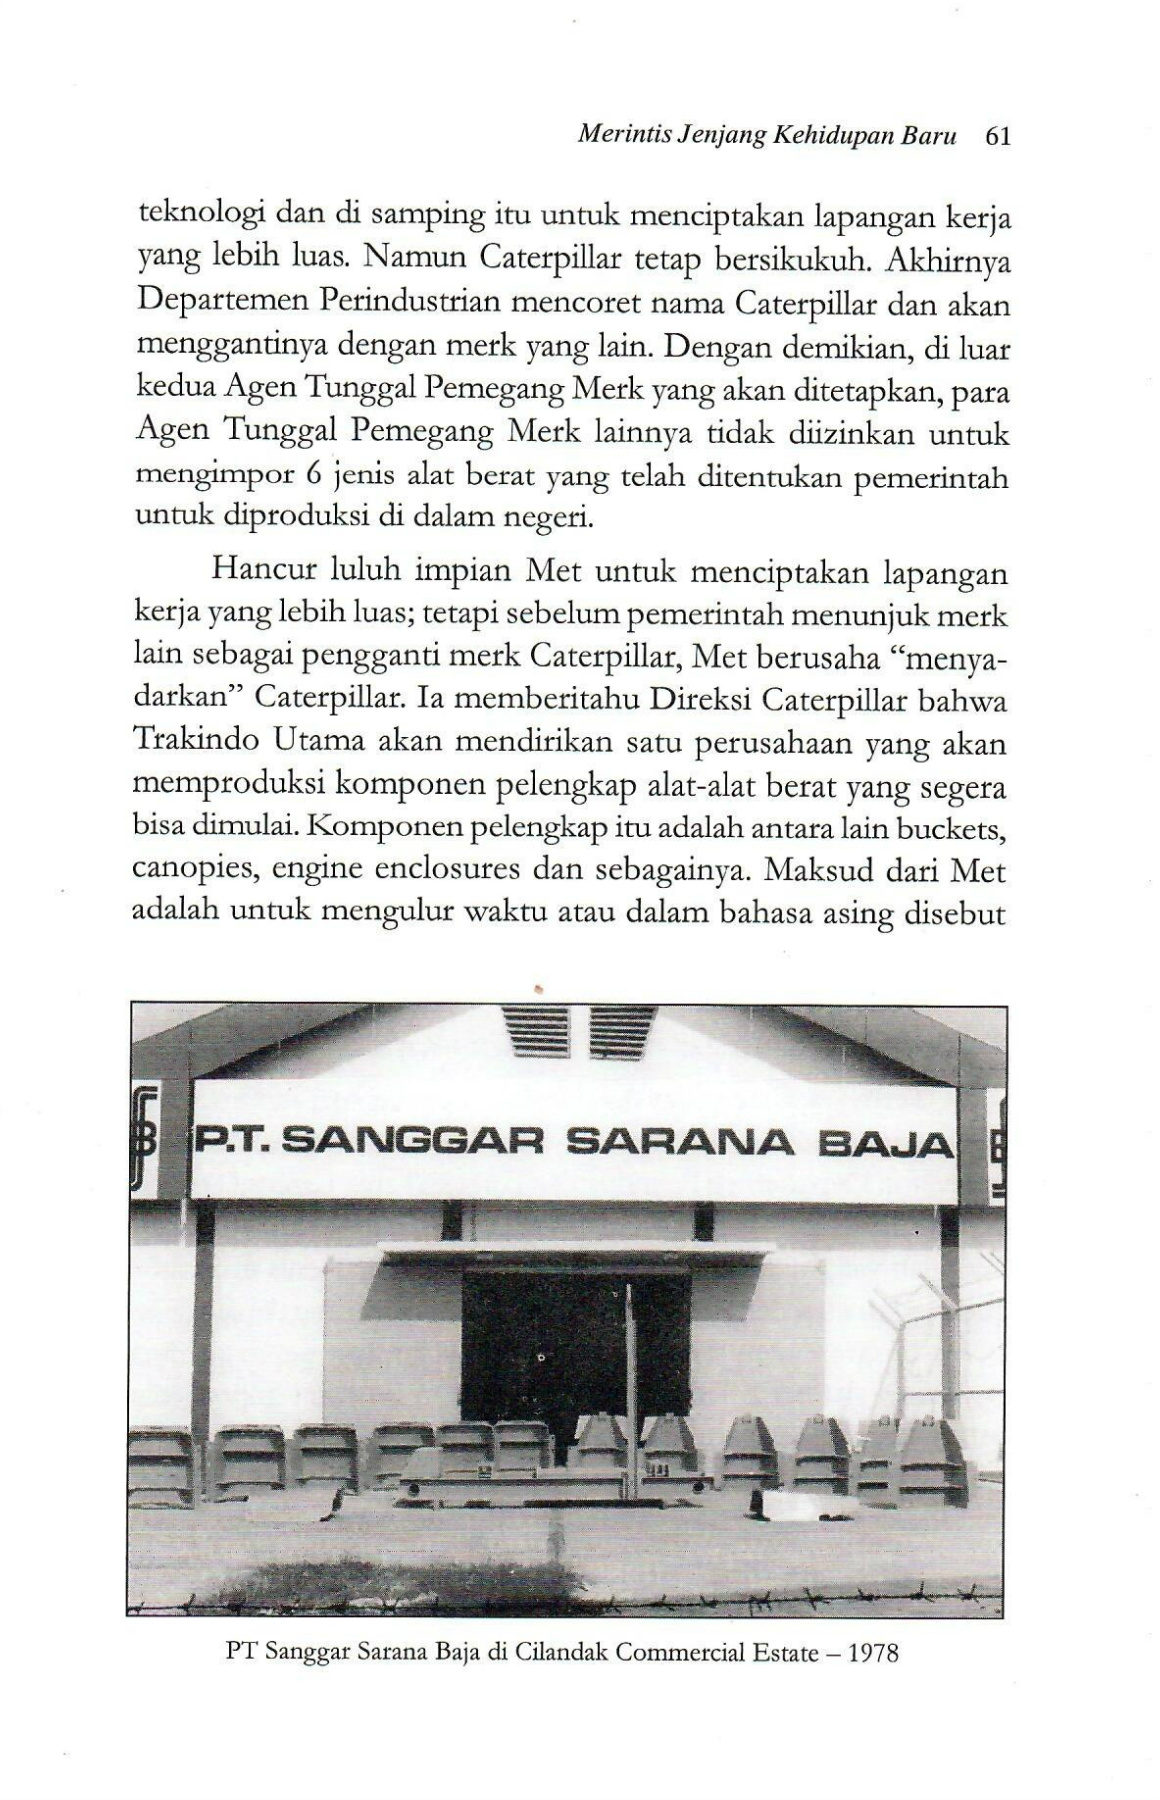 Merintis Jenjang Kehidupan Baru 61
teknologi dan di samping itu untuk menciptakan lapangan kerja
yang lebih luas. Namun Caterpillar tetap bersikukuh. Akhirnya
Departemen Perindustrian mencoret nama Caterpillar dan akan
menggantinya dengan merk yang lain. Dengan demikian, di luar
kedua Agen Tunggal Pemegang Merk yang akan ditetapkan, para
Agen Tunggal Pemegang Merk lainnya tidak diizinkan untuk
mengimpor 6 jenis alat berat yang telah ditentukan pemerintah
untuk diproduksi di dalam negeri.
Hancur luluh impian Met untuk menciptakan lapangan
kerja yang lebih luas; tetapi sebelum pemerintah menunjuk merk
lain sebagai pengganti merk Caterpillar, Met berusaha “menya-
darkan” Caterpillar. Ia memberitahu Direksi Caterpillar bahwa
Trakindo Utama akan mendirikan satu perusahaan yang akan
memproduksi komponen pelengkap alat-alat berat yang segera
bisa dimulai. Komponen pelengkap itu adalah antara lain buckets,
canopies, engine enclosures dan sebagainya. Maksud dari Met
adalah untuk mengulur waktu atau dalam bahasa asing disebut
P.T. SANGGAR SARANA BAJA
PT Sanggar Sarana Baja di Cilandak Commercial Estate – 1978